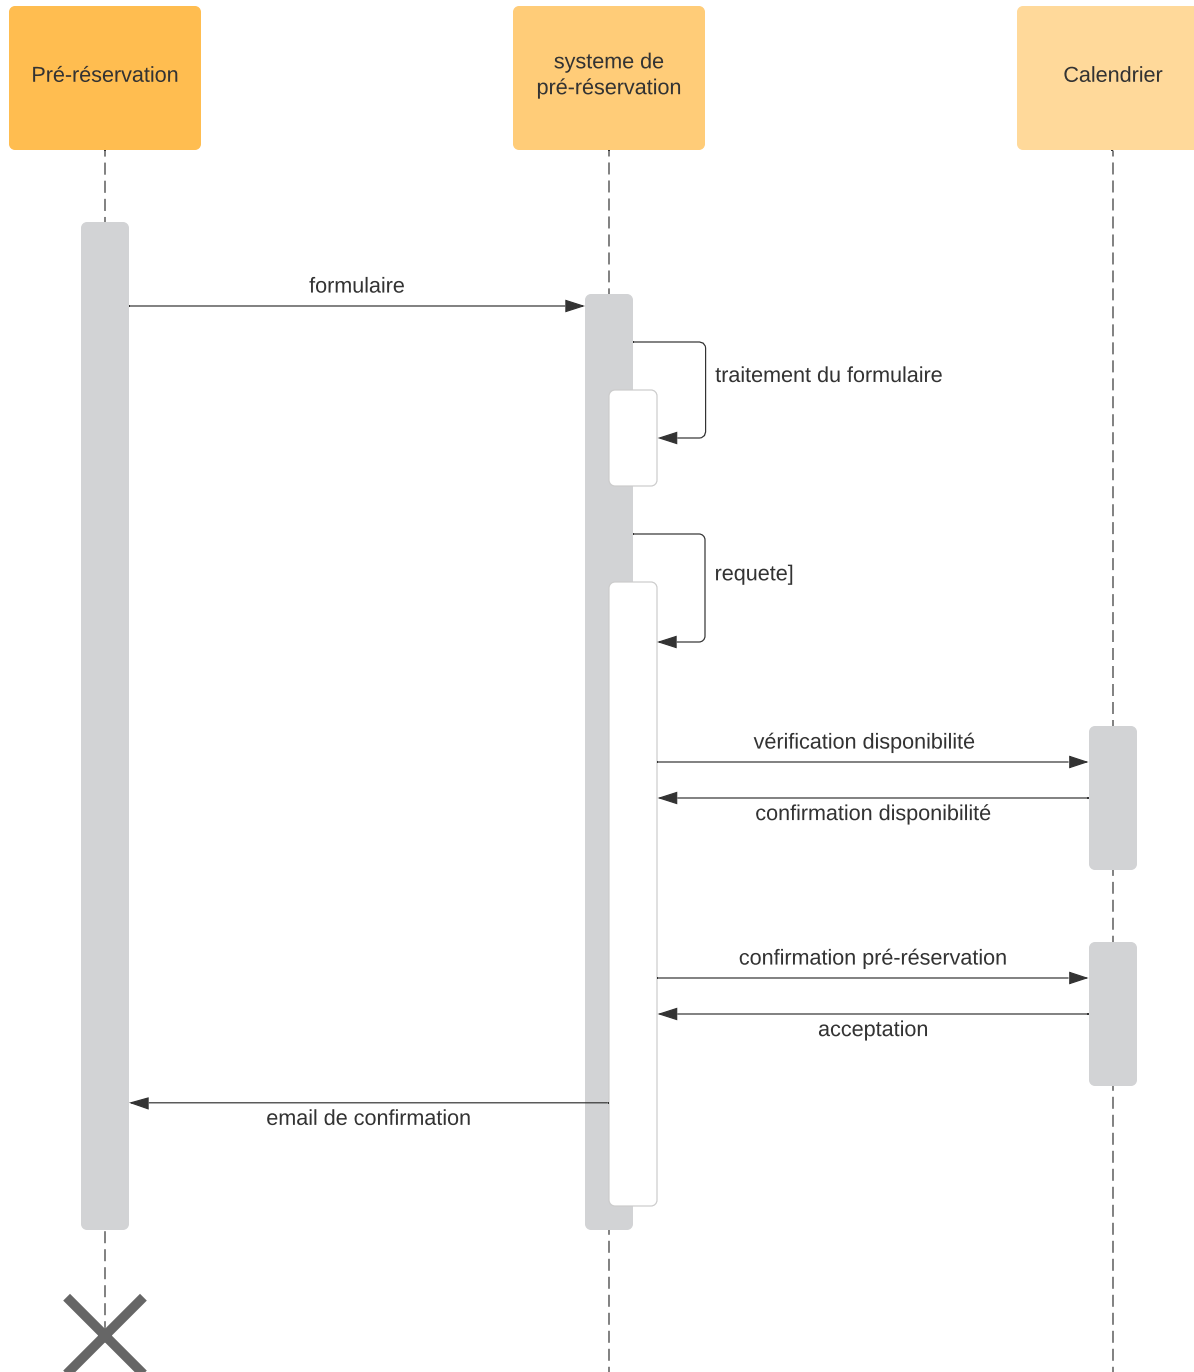 Pré-réservation
systeme de
pré-réservation
Calendrier
formulaire
traitement du formulaire
requete]
vérification disponibilité
confirmation disponibilité
confirmation pré-réservation
acceptation
email de confirmation